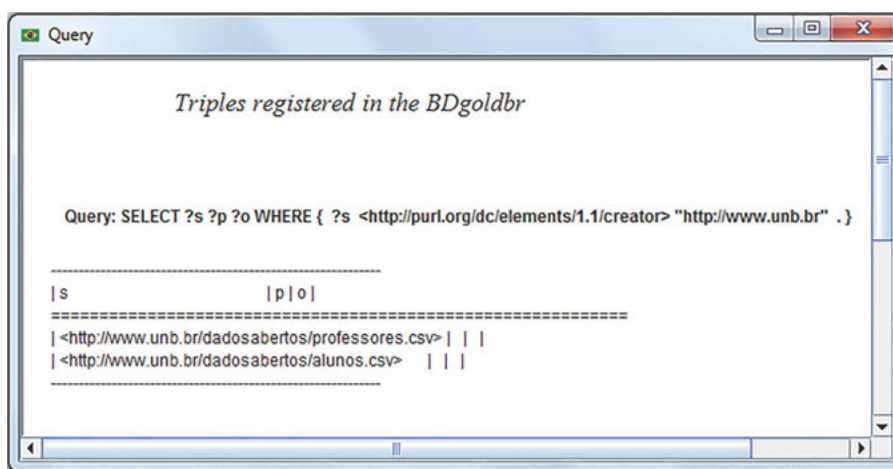 Query
Triples registered in the BDgoldbr
Query: SELECT ?s ?p ?o WHERE { ?s <http://purl.org/dc/elements/1.1/creator> "http://www.unb.br" . }
---------------------------------------------------------------
| s | p | o |
==============================================================
| <http://www.unb.br/dadosabertos/professores.csv> | | |
| <http://www.unb.br/dadosabertos/alunos.csv> | | |
---------------------------------------------------------------